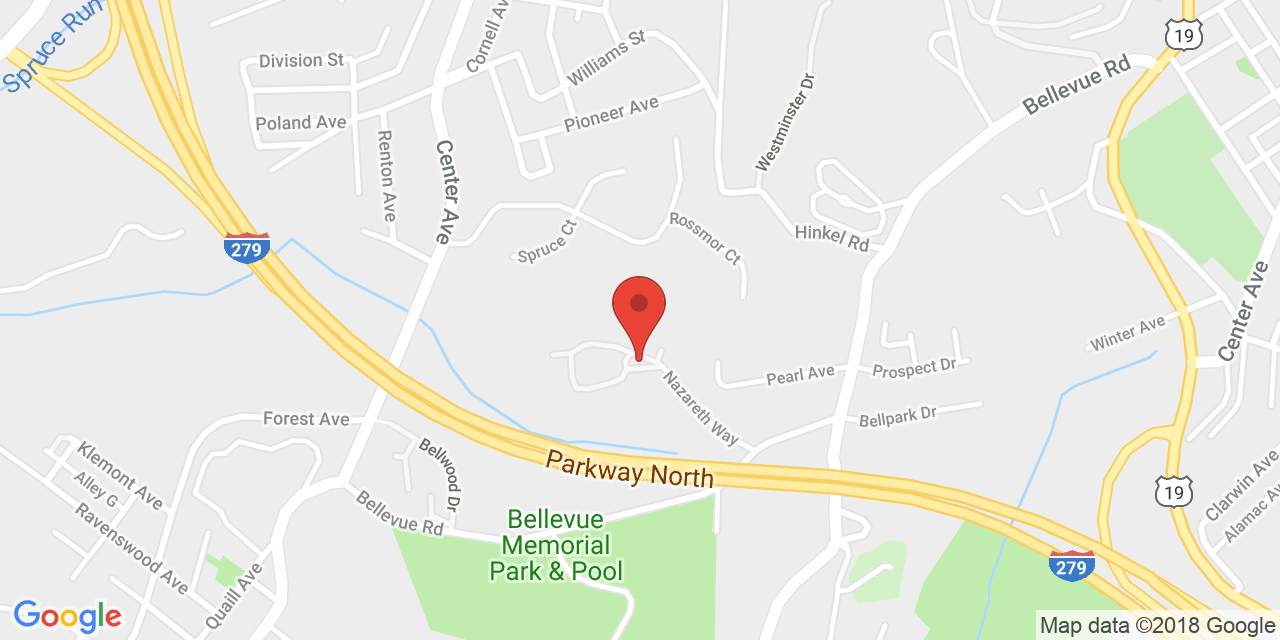 Spruce Run
Cornell Av
Williams St
Division St
19
Bellevue Rd
Westminster Dr
Pioneer Ave
Poland Ave
Renton Ave
Center Ave
Rossmor Ct
Spruce Ct
Hinkel Rd
279
Center Ave
Winter Ave
Pearl Ave
Prospect Dr
Nazareth Way
Bellpark Dr
Forest Ave
Bellwood Dr
Klemont Ave
Alley G
Parkway North
19
Clarwin Ave
Alamac Av
Bellevue Rd
Ravenswood Ave
Bellevue
Memorial
Park & Pool
279
Quaill Ave
Google
Map data ©2018 Google